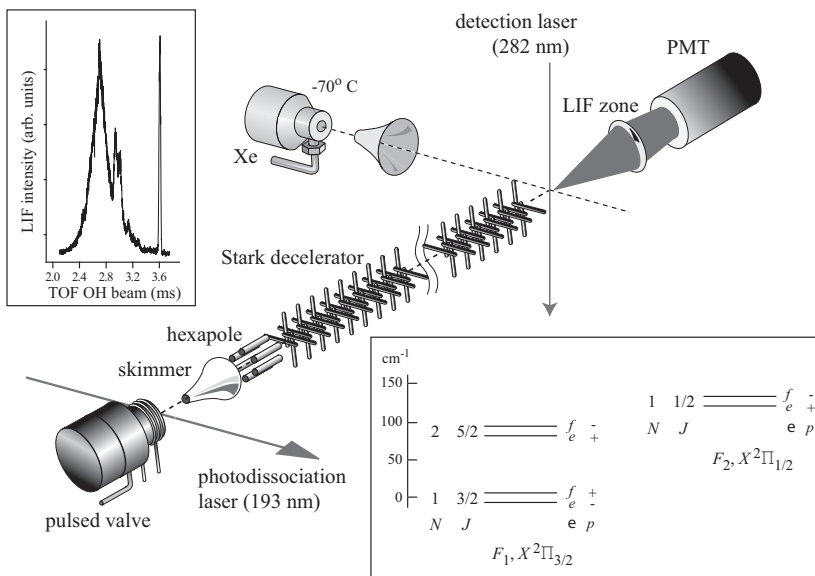 LIF intensity (arb. units)
2.0 2.4 2.8 3.2 3.6
TOF OH beam (ms)
detection laser
(282 nm)
PMT
-70° C
LIF zone
Xe
Stark decelerator
hexapole
skimmer
photodissociation
laser (193 nm)
pulsed valve
cm⁻¹
150
100
50
0
2 5/2 f -
e +
1 3/2 f +
e -
N J e p
F₁, X²Π₃/₂
1 1/2 f -
e +
N J e p
F₂, X²Π₁/₂